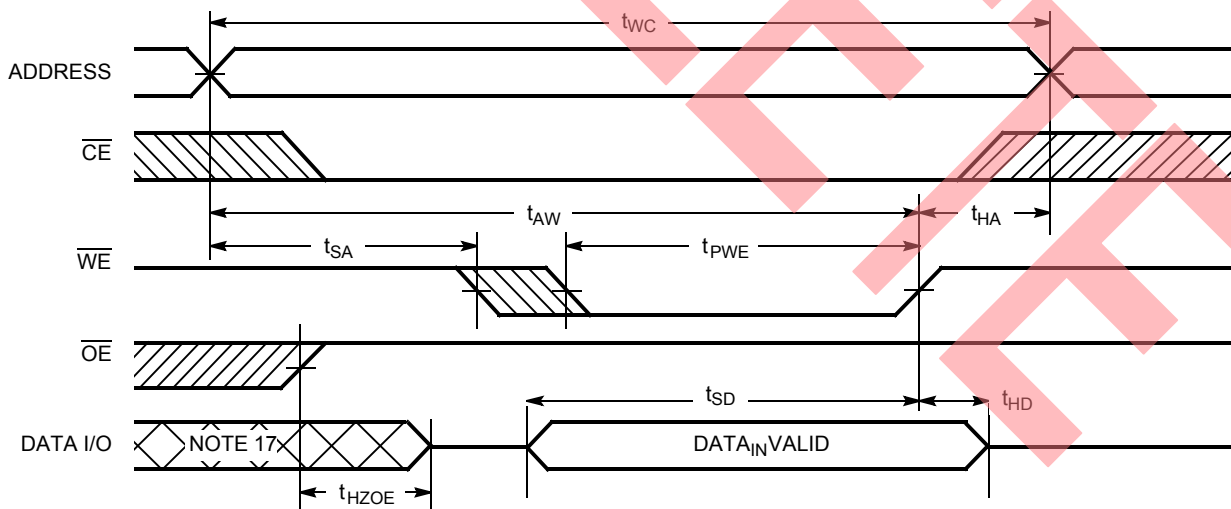 tWC
ADDRESS
CE
tAW
tHA
tSA
tPWE
WE
OE
tSD
tHD
DATA I/O
NOTE 17
DATAINVALID
tHZOE